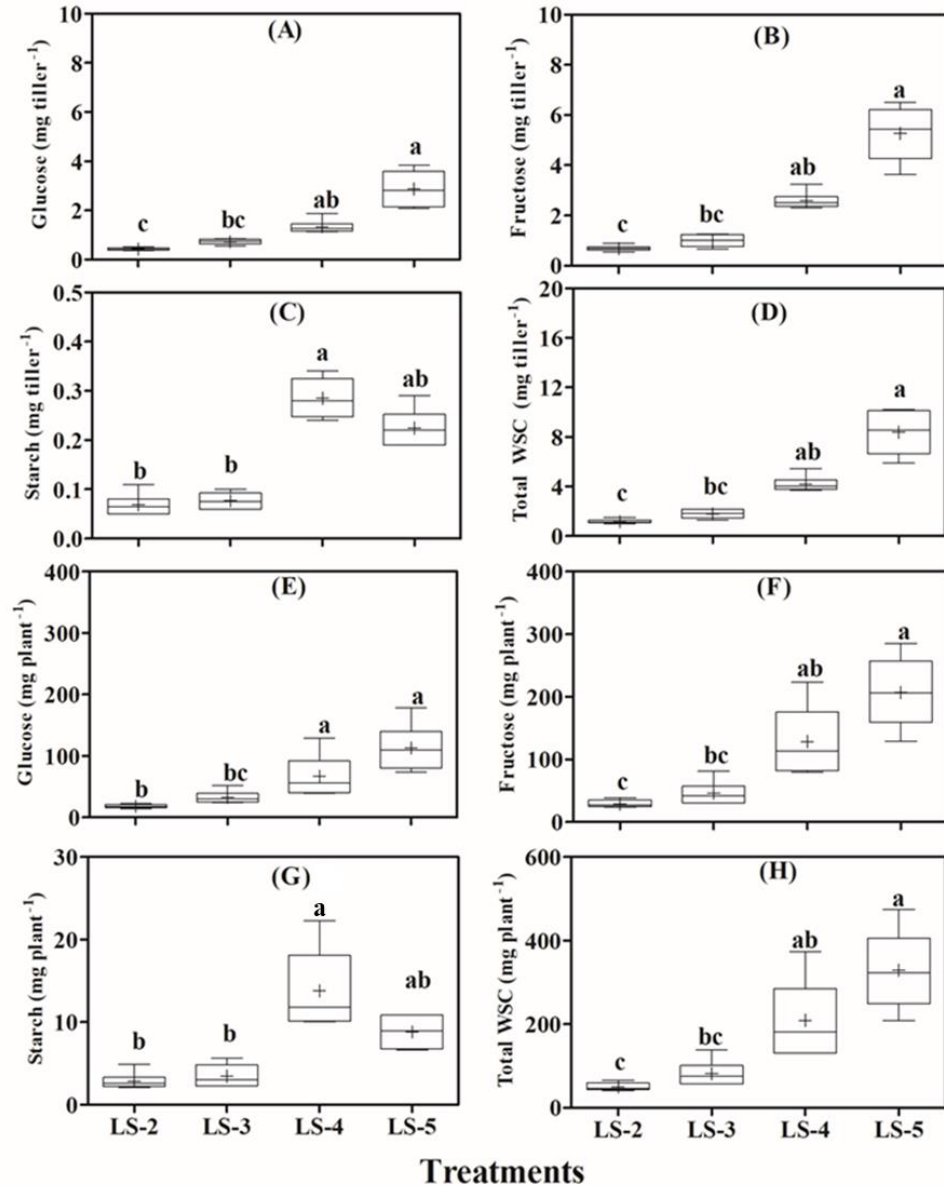 (A)
Glucose (mg tiller⁻¹)
10
8
6
4
2
0
c
bc
ab
a
(B)
Fructose (mg tiller⁻¹)
10
8
6
4
2
0
c
bc
ab
a
(C)
Starch (mg tiller⁻¹)
0.5
0.4
0.3
0.2
0.1
0.0
b
b
a
ab
(D)
Total WSC (mg tiller⁻¹)
20
16
12
8
4
0
c
bc
ab
a
(E)
Glucose (mg plant⁻¹)
400
300
200
100
0
b
bc
a
a
(F)
Fructose (mg plant⁻¹)
400
300
200
100
0
c
bc
ab
a
(G)
Starch (mg plant⁻¹)
30
20
10
0
b
b
a
ab
LS-2 LS-3 LS-4 LS-5
(H)
Total WSC (mg plant⁻¹)
600
400
200
0
c
bc
ab
a
LS-2 LS-3 LS-4 LS-5
Treatments